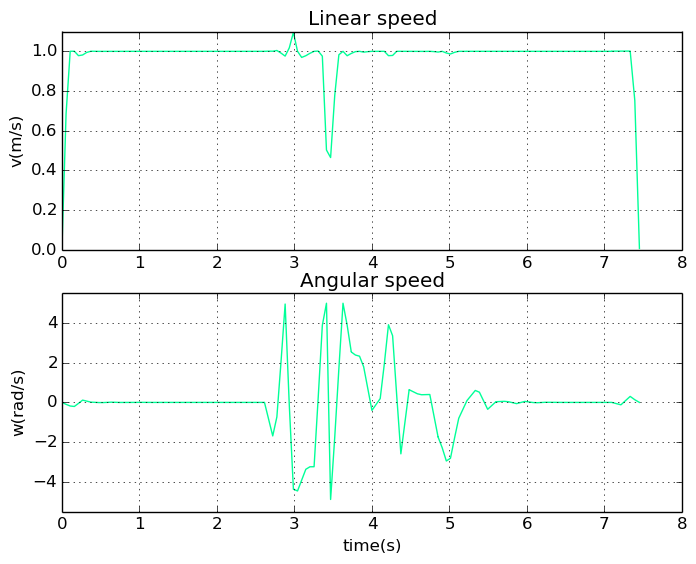 Linear speed
1.0
0.8
0.6
0.4
0.2
0.0
v(m/s)
0 1 2 3 4 5 6 7 8
Angular speed
4
2
0
−2
−4
w(rad/s)
0 1 2 3 4 5 6 7 8
time(s)